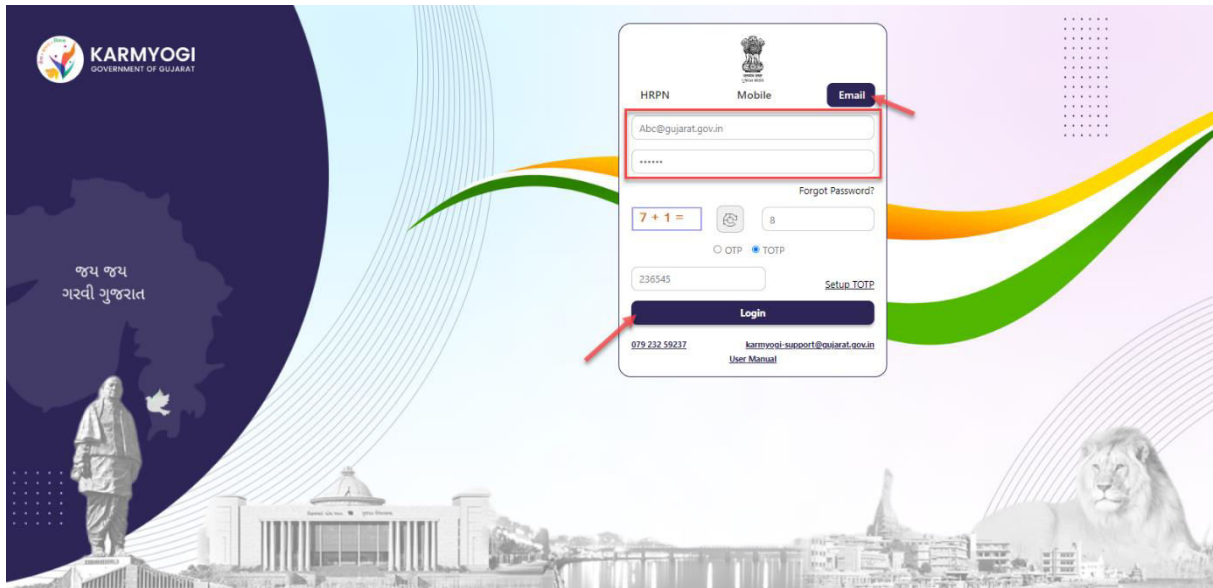 KARMYOGI
GOVERNMENT OF GUJARAT
જય જય
ગરવી ગુજરાત
HRPN Mobile Email
Abc@gujarat.gov.in
••••••
Forgot Password?
7 + 1 = 8
OTP TOTP
236545 Setup TOTP
Login
079 232 59237 karmyogi-support@gujarat.gov.in
User Manual